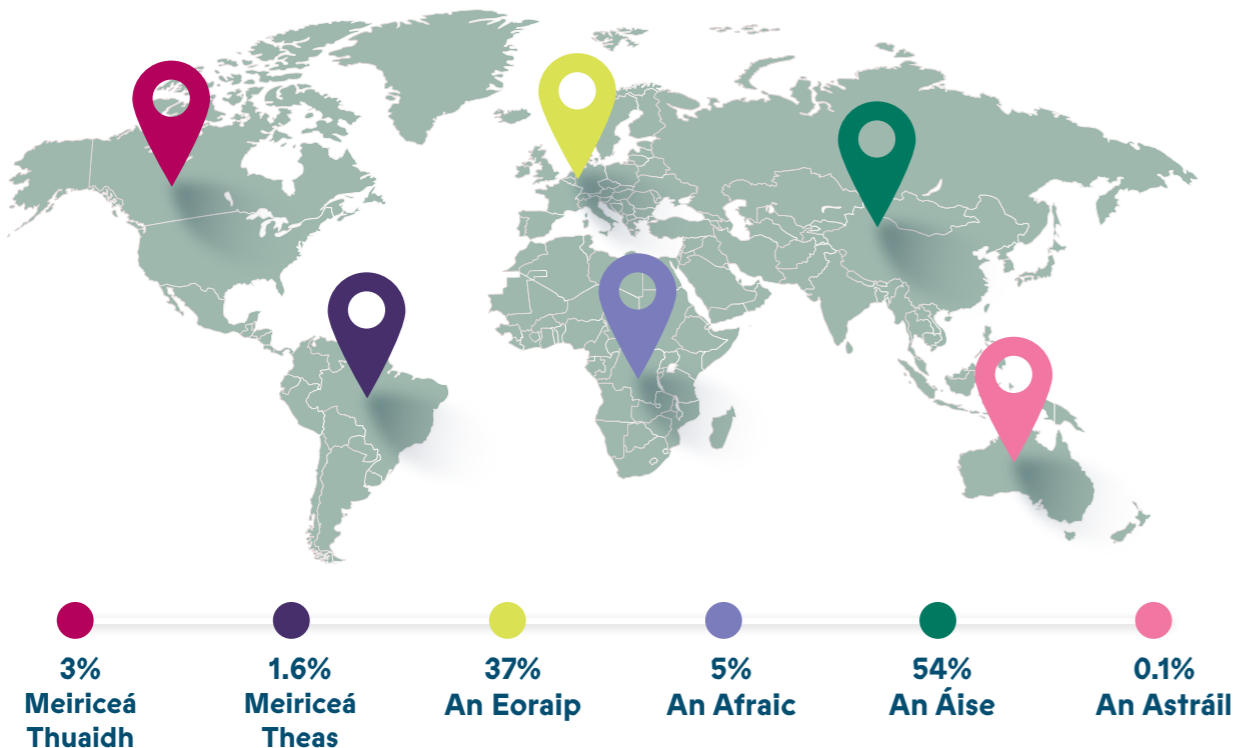 3%
Meiriceá
Thuaidh
1.6%
Meiriceá
Theas
37%
An Eoraip
5%
An Afraic
54%
An Áise
0.1%
An Astráil